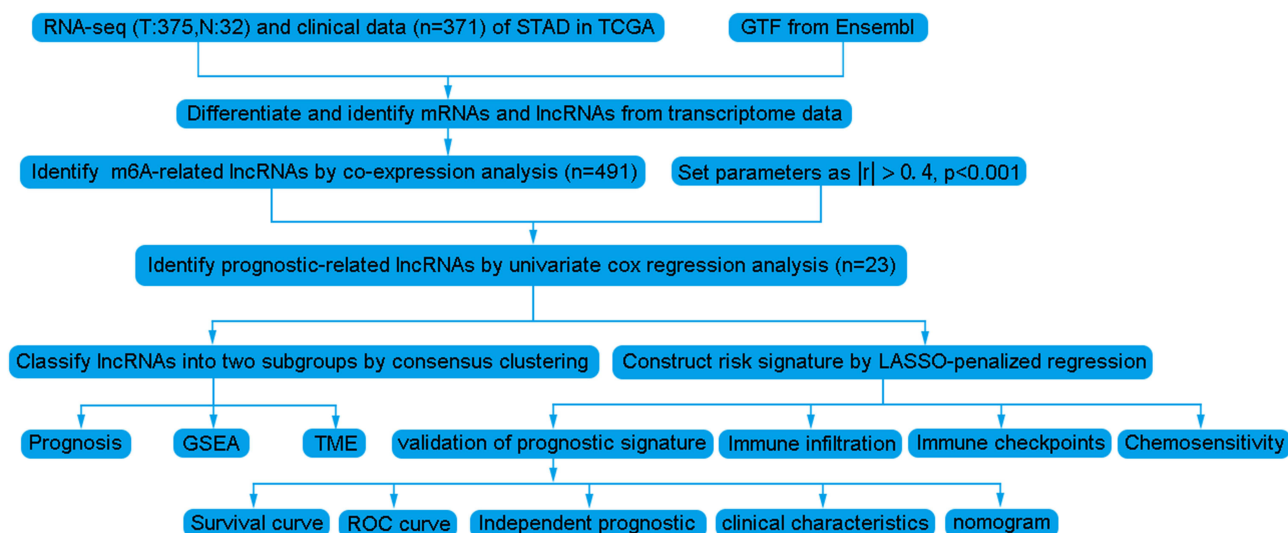 RNA-seq (T:375,N:32) and clinical data (n=371) of STAD in TCGA
GTF from Ensembl
Differentiate and identify mRNAs and lncRNAs from transcriptome data
Identify m6A-related lncRNAs by co-expression analysis (n=491)
Set parameters as |r| > 0. 4, p<0.001
Identify prognostic-related lncRNAs by univariate cox regression analysis (n=23)
Classify lncRNAs into two subgroups by consensus clustering
Construct risk signature by LASSO-penalized regression
Prognosis
GSEA
TME
validation of prognostic signature
Immune infiltration
Immune checkpoints
Chemosensitivity
Survival curve
ROC curve
Independent prognostic
clinical characteristics
nomogram